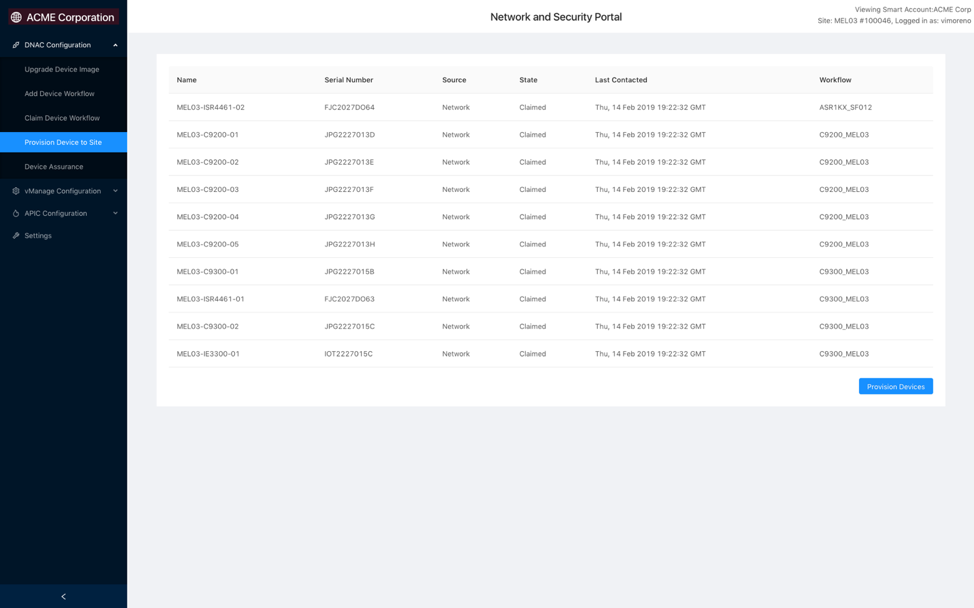 ACME Corporation
Network and Security Portal
Viewing Smart Account:ACME Corp
Site: MEL03 #100046, Logged in as: vimoreno
DNAC Configuration
Upgrade Device Image
Add Device Workflow
Claim Device Workflow
Provision Device to Site
Device Assurance
vManage Configuration
APIC Configuration
Settings
Name Serial Number Source State Last Contacted Workflow
MEL03-ISR4461-02 FJC2027DO64 Network Claimed Thu, 14 Feb 2019 19:22:32 GMT ASR1KX_SF012
MEL03-C9200-01 JPG2227013D Network Claimed Thu, 14 Feb 2019 19:22:32 GMT C9200_MEL03
MEL03-C9200-02 JPG2227013E Network Claimed Thu, 14 Feb 2019 19:22:32 GMT C9200_MEL03
MEL03-C9200-03 JPG2227013F Network Claimed Thu, 14 Feb 2019 19:22:32 GMT C9200_MEL03
MEL03-C9200-04 JPG2227013G Network Claimed Thu, 14 Feb 2019 19:22:32 GMT C9200_MEL03
MEL03-C9200-05 JPG2227013H Network Claimed Thu, 14 Feb 2019 19:22:32 GMT C9200_MEL03
MEL03-C9300-01 JPG2227015B Network Claimed Thu, 14 Feb 2019 19:22:32 GMT C9300_MEL03
MEL03-ISR4461-01 FJC2027DO63 Network Claimed Thu, 14 Feb 2019 19:22:32 GMT C9300_MEL03
MEL03-C9300-02 JPG2227015C Network Claimed Thu, 14 Feb 2019 19:22:32 GMT C9300_MEL03
MEL03-IE3300-01 IOT2227015C Network Claimed Thu, 14 Feb 2019 19:22:32 GMT C9300_MEL03
Provision Devices